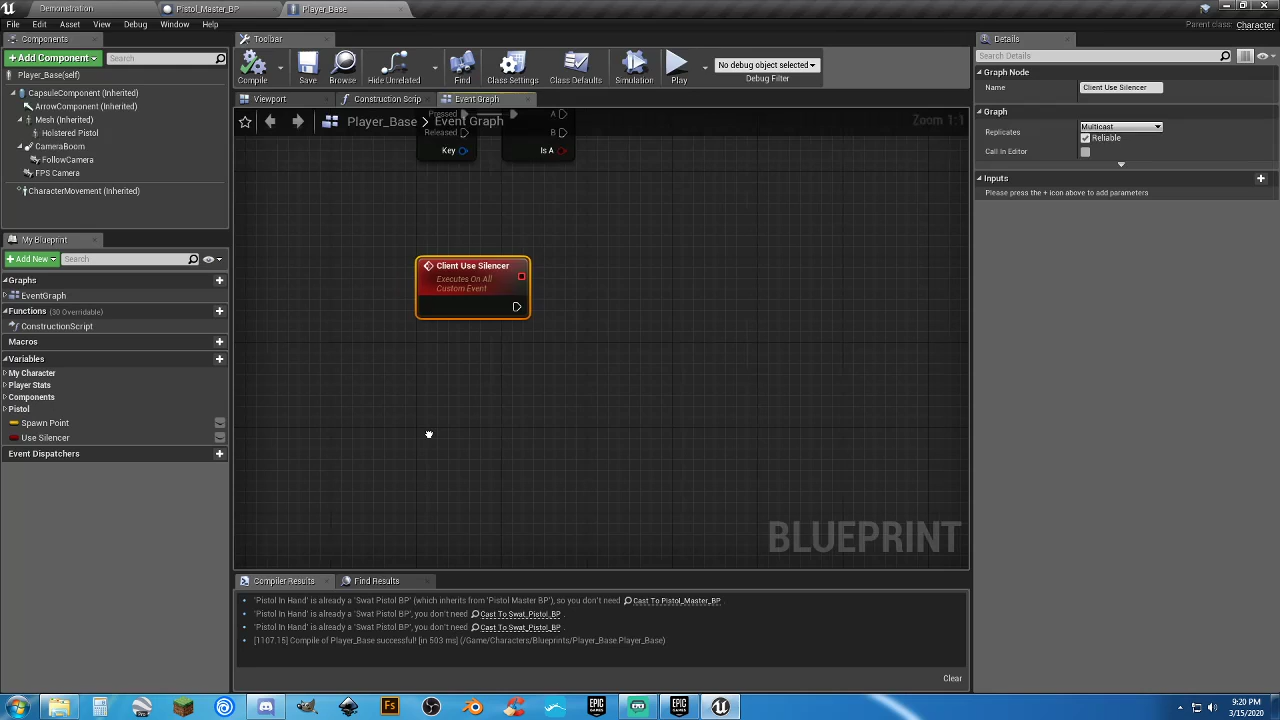 Demonstration
Pistol_Master_BP
Player_Base
File Edit Asset View Debug Window Help
Parent class: Character
Components
+ Add Component
Search
Player_Base(self)
CapsuleComponent (Inherited)
ArrowComponent (Inherited)
Mesh (Inherited)
Holstered Pistol
CameraBoom
FollowCamera
FPS Camera
CharacterMovement (Inherited)
My Blueprint
+ Add New
Search
Graphs
EventGraph
Functions (30 Overridable)
ConstructionScript
Macros
Variables
My Character
Player Stats
Components
Pistol
Spawn Point
Use Silencer
Event Dispatchers
Toolbar
Compile
Save
Browse
Hide Unrelated
Find
Class Settings
Class Defaults
Simulation
Play
No debug object selected
Debug Filter
Viewport
Construction Scrip
Event Graph
Player_Base > Event Graph
Zoom 1:1
Pressed
Released
Key
A
B
Is A
Client Use Silencer
Executes On All
Custom Event
BLUEPRINT
Compiler Results
Find Results
'Pistol In Hand' is already a 'Swat Pistol BP' (which inherits from 'Pistol Master BP'), so you don't need Cast To Pistol_Master_BP
'Pistol In Hand' is already a 'Swat Pistol BP', you don't need Cast To Swat_Pistol_BP .
'Pistol In Hand' is already a 'Swat Pistol BP', you don't need Cast To Swat_Pistol_BP .
[1107.15] Compile of Player_Base successful! [in 503 ms] (/Game/Characters/Blueprints/Player_Base.Player_Base)
Clear
Details
Search Details
Graph Node
Name
Client Use Silencer
Graph
Replicates
Multicast
Reliable
Call In Editor
Inputs
Please press the + icon above to add parameters
Fs
EPIC GAMES
EPIC GAMES
9:20 PM
3/15/2020